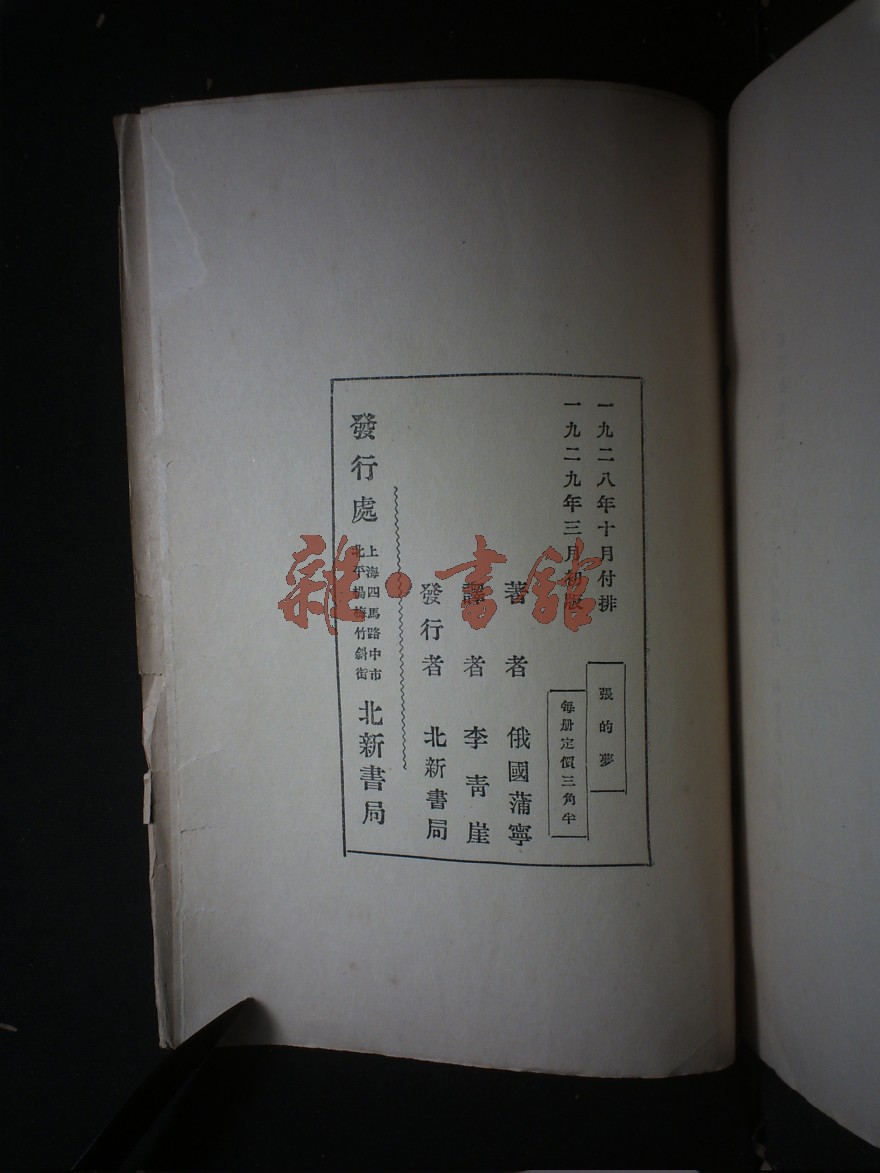 一九二八年十月付排
一九二九年三月初版
張的夢
每册定價三角半
著者 俄國蒲寧
譯者 李青崖
發行者 北新書局
發行處 上海四馬路中市
北平楊梅竹斜街 北新書局
雜·書館